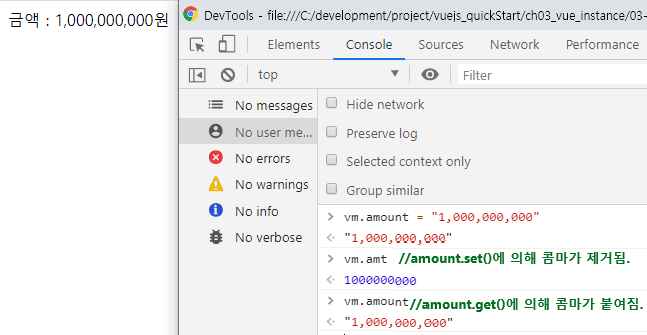 금액 : 1,000,000,000원
DevTools - file:///C:/development/project/vuejs_quickStart/ch03_vue_instance/03-
Elements Console Sources Network Performance
top Filter
No messages
No user me...
No errors
No warnings
No info
No verbose
Hide network
Preserve log
Selected context only
Group similar
> vm.amount = "1,000,000,000"
"1,000,000,000"
> vm.amt //amount.set()에 의해 콤마가 제거됨.
1000000000
> vm.amount//amount.get()에 의해 콤마가 붙여짐.
"1,000,000,000"